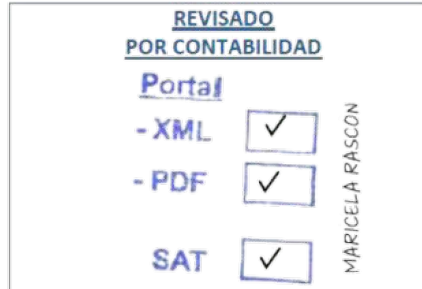 REVISADO
POR CONTABILIDAD
Portal
- XML ✓
- PDF ✓
SAT ✓
MARICELA RASCON